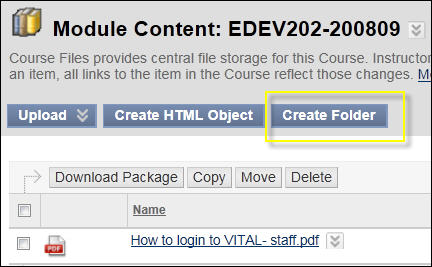 Module Content: EDEV202-200809
Course Files provides central file storage for this Course. Instructor
an item, all links to the item in the Course reflect those changes.
Upload Create HTML Object Create Folder
Download Package Copy Move Delete
Name
PDF How to login to VITAL- staff.pdf